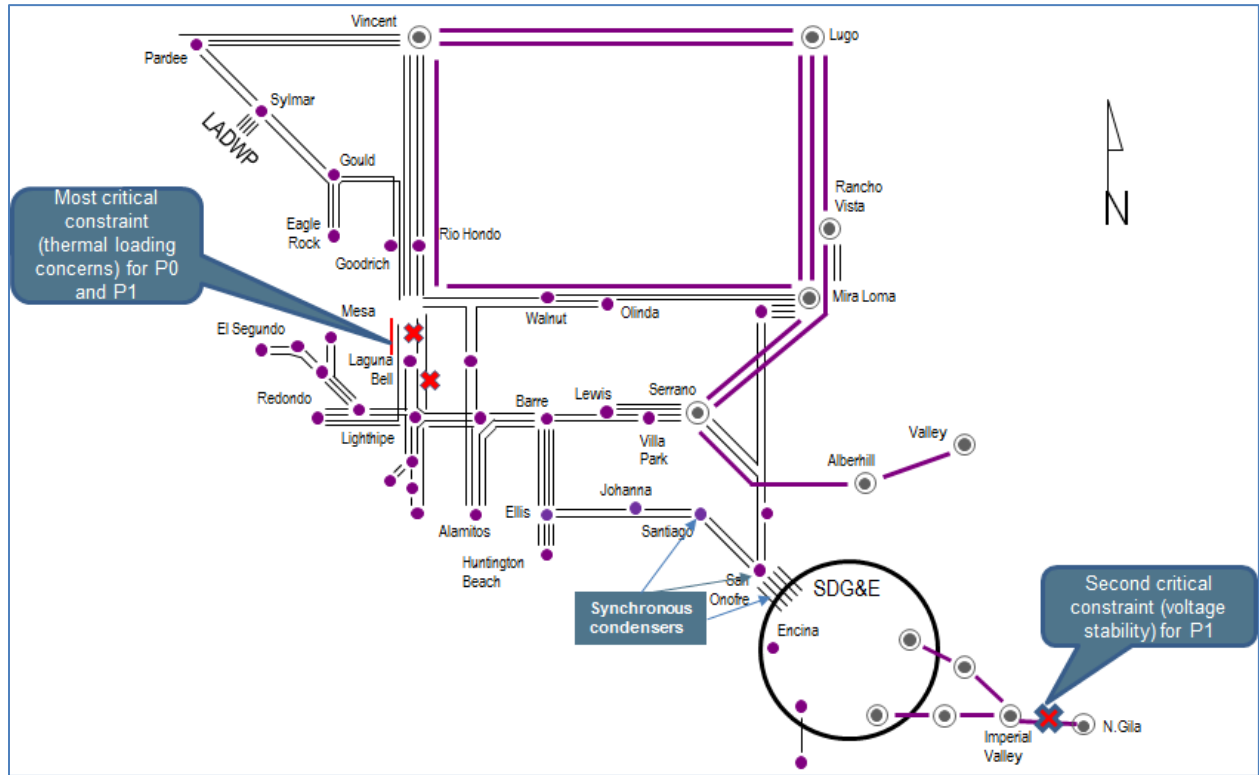 Vincent
Lugo
Pardee
Sylmar
LADWP
Gould
Most critical
constraint
(thermal loading
concerns) for P0
and P1
Eagle
Rock
Goodrich
Rio Hondo
Rancho
Vista
N
Mesa
Walnut
Olinda
Mira Loma
El Segundo
Laguna
Bell
Redondo
Lighthipe
Barre
Lewis
Serrano
Villa
Park
Valley
Alberhill
Johanna
Ellis
Santiago
Alamitos
Huntington
Beach
San
Onofre
Synchronous
condensers
SDG&E
Encina
Second critical
constraint (voltage
stability) for P1
Imperial
Valley
N.Gila